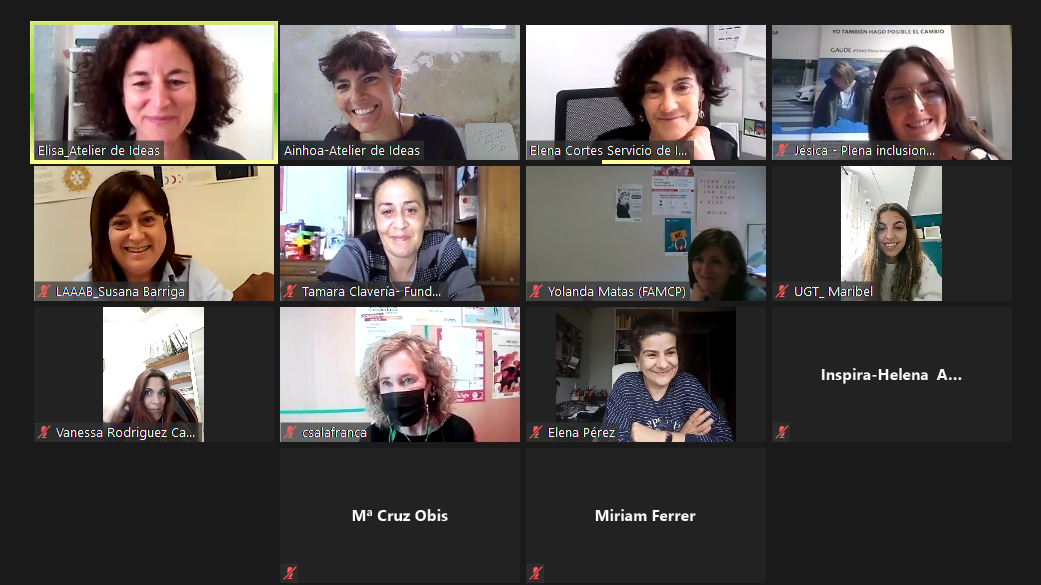 Elisa_Atelier de Ideas
Ainhoa-Atelier de Ideas
Elena Cortes Servicio de I...
YO TAMBIÉN HAGO POSIBLE EL CAMBIO
GAUDE
Jésica - Plena inclusion...
LAAAB_Susana Barriga
Tamara Clavería- Fund...
Yolanda Matas (FAMCP)
UGT_ Maribel
Vanessa Rodriguez Ca...
csalafranca
Elena Pérez
Inspira-Helena A...
Mª Cruz Obis
Miriam Ferrer